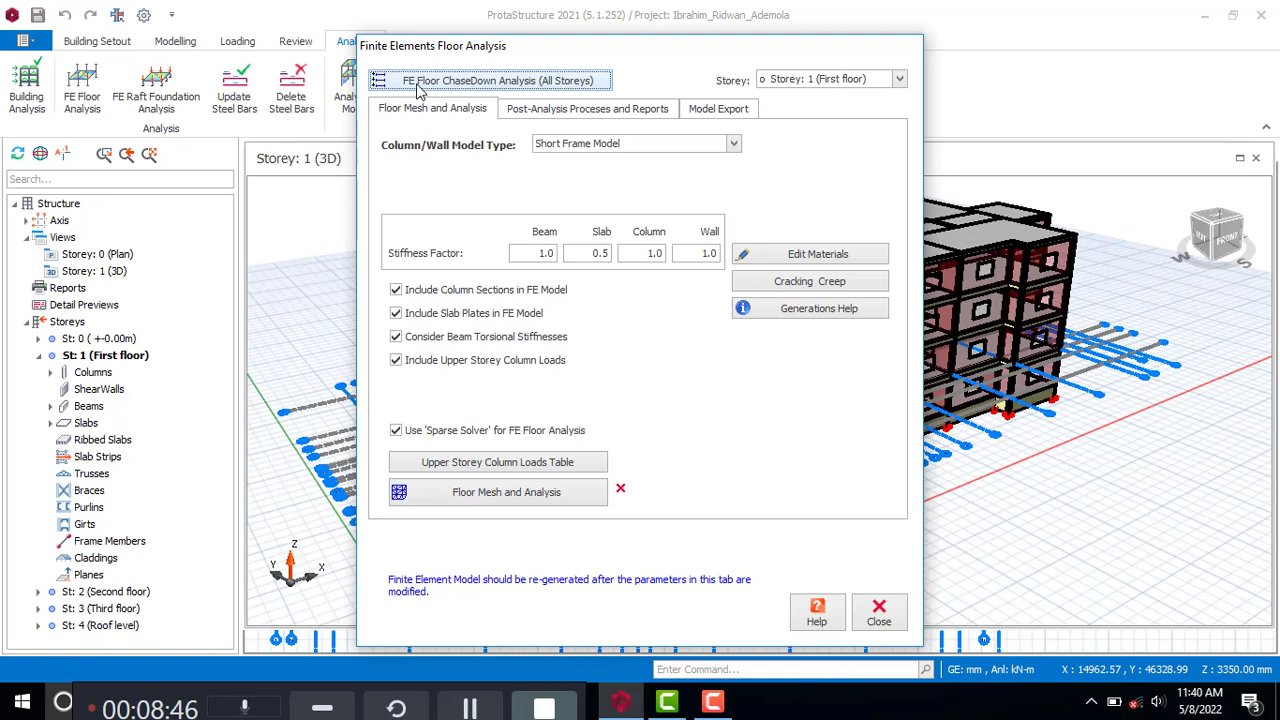 ProtaStructure 2021 (5.1.252) / Project: Ibrahim_Ridwan_Ademola
Building Setout
Modelling
Loading
Review
Building Analysis
FE Floor Analysis
FE Raft Foundation Analysis
Update Steel Bars
Delete Steel Bars
Analysis
Storey: 1 (3D)
Search...
Structure
Axis
Views
Storey: 0 (Plan)
3D Storey: 1 (3D)
Reports
Detail Previews
Storeys
St: 0 ( +-0.00m)
St: 1 (First floor)
Columns
ShearWalls
Beams
Slabs
Ribbed Slabs
Slab Strips
Trusses
Braces
Purlins
Girts
Frame Members
Claddings
Planes
St: 2 (Second floor)
St: 3 (Third floor)
St: 4 (Roof level)
Finite Elements Floor Analysis
FE Floor ChaseDown Analysis (All Storeys)
Storey: o Storey: 1 (First floor)
Floor Mesh and Analysis
Post-Analysis Proceses and Reports
Model Export
Column/Wall Model Type: Short Frame Model
Beam Slab Column Wall
Stiffness Factor: 1.0 0.5 1.0 1.0
Edit Materials
Cracking Creep
Generations Help
Include Column Sections in FE Model
Include Slab Plates in FE Model
Consider Beam Torsional Stiffnesses
Include Upper Storey Column Loads
Use 'Sparse Solver' for FE Floor Analysis
Upper Storey Column Loads Table
Floor Mesh and Analysis
Finite Element Model should be re-generated after the parameters in this tab are
modified.
Help
Close
FRONT
S
Z
Y
X
Enter Command...
GE: mm, Anl: kN-m
X : 14962.57 , Y : 46328.99
Z : 3350.00 mm
00:08:46
11:40 AM
5/8/2022
3